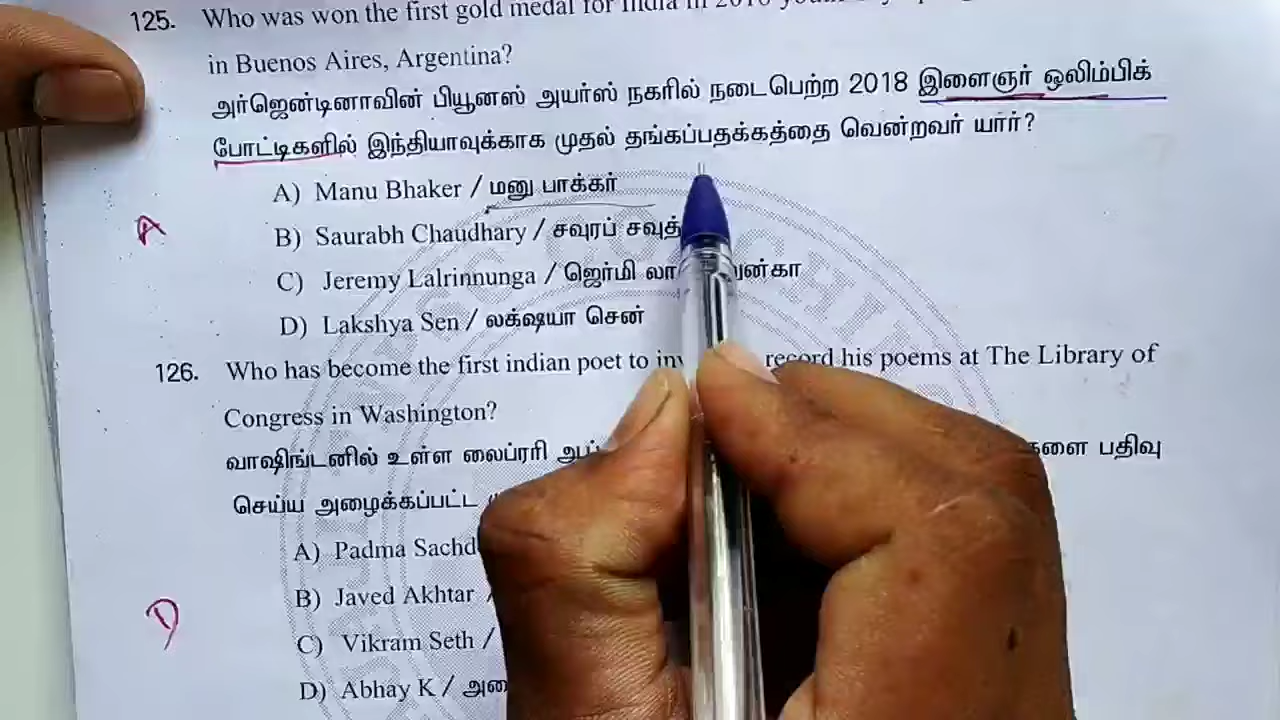 125. Who was won the first gold medal for India in 2018
in Buenos Aires, Argentina?
அர்ஜென்டினாவின் பியூனஸ் அயர்ஸ் நகரில் நடைபெற்ற 2018 இளைஞர் ஒலிம்பிக்
போட்டிகளில் இந்தியாவுக்காக முதல் தங்கப்பதக்கத்தை வென்றவர் யார்?
A) Manu Bhaker / மனு பாக்கர்
A
B) Saurabh Chaudhary / சவுரப்
C) Jeremy Lalrinnunga / ஜெர்மி
D) Lakshya Sen / லக்ஷயா சென்
126. Who has become the first indian poet to record his poems at The Library of
Congress in Washington?
வாஷிங்டனில் உள்ள லைப்ரரி பதிவு
செய்ய அழைக்கப்பட்ட
A) Padma
B) Javed Akhtar
D
C) Vikram Seth /
D) Abhay K /